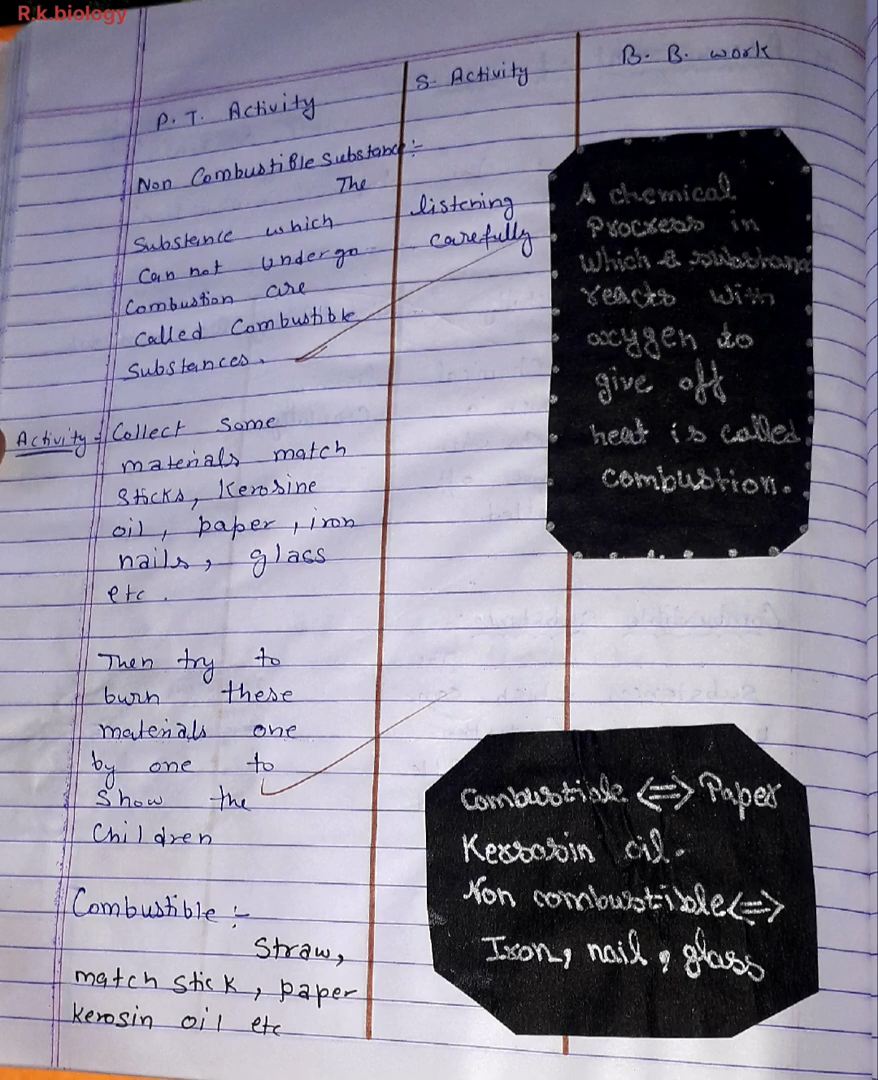 R.k.biology
P. T. Activity
S. Activity
B. B. work
Non Combustible substance:-
The
Substance which
Can not undergo
Combustion are
Called Combustible
Substances.
Activity - Collect some
materials match
Sticks, Kerosine
oil, paper, iron
nails, glass
etc.
Then try to
burn these
materials one
by one to
Show the
Children
Combustible :-
Straw,
match stick, paper
kerosin oil etc
listening
carefully
A chemical
Process in
which a substance
reacts with
oxygen to
give off
heat is called
combustion.
Combustible <=> Paper
Kerosin oil.
Non combustible <=>
Iron, nail, glass